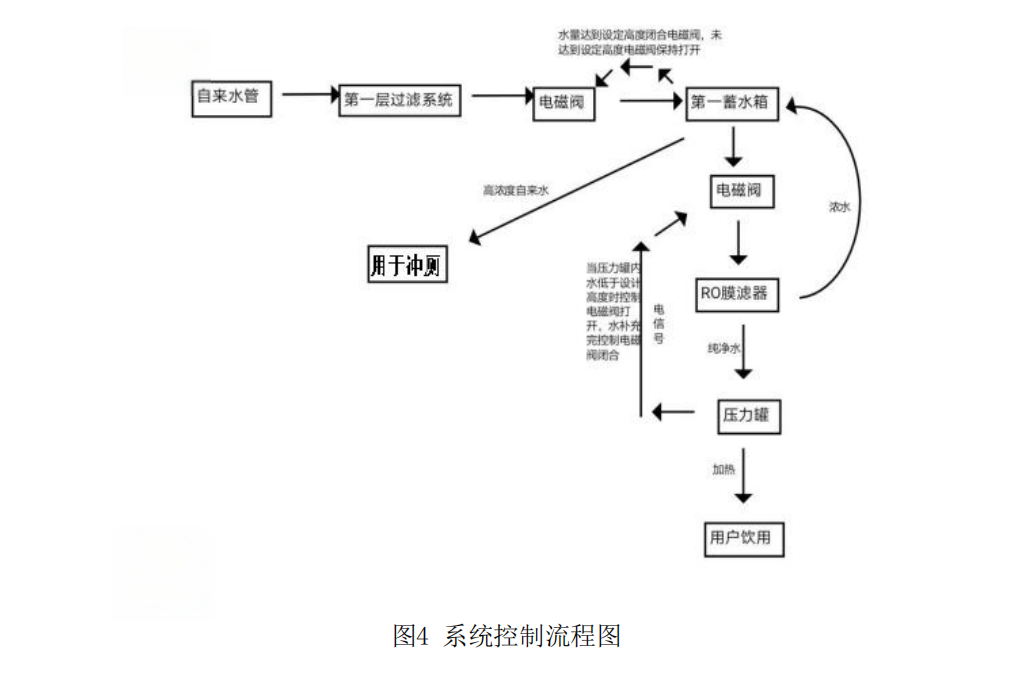 水量达到设定高度闭合电磁阀，未
达到设定高度电磁阀保持打开
自来水管
第一层过滤系统
电磁阀
第一蓄水箱
高浓度自来水
电磁阀
浓水
用于冲厕
当压力罐内
水低于设计
高度时控制
电磁阀打
开，水补充
完控制电磁
阀闭合
电
信
号
RO膜滤器
纯净水
压力罐
加热
用户饮用
图4 系统控制流程图